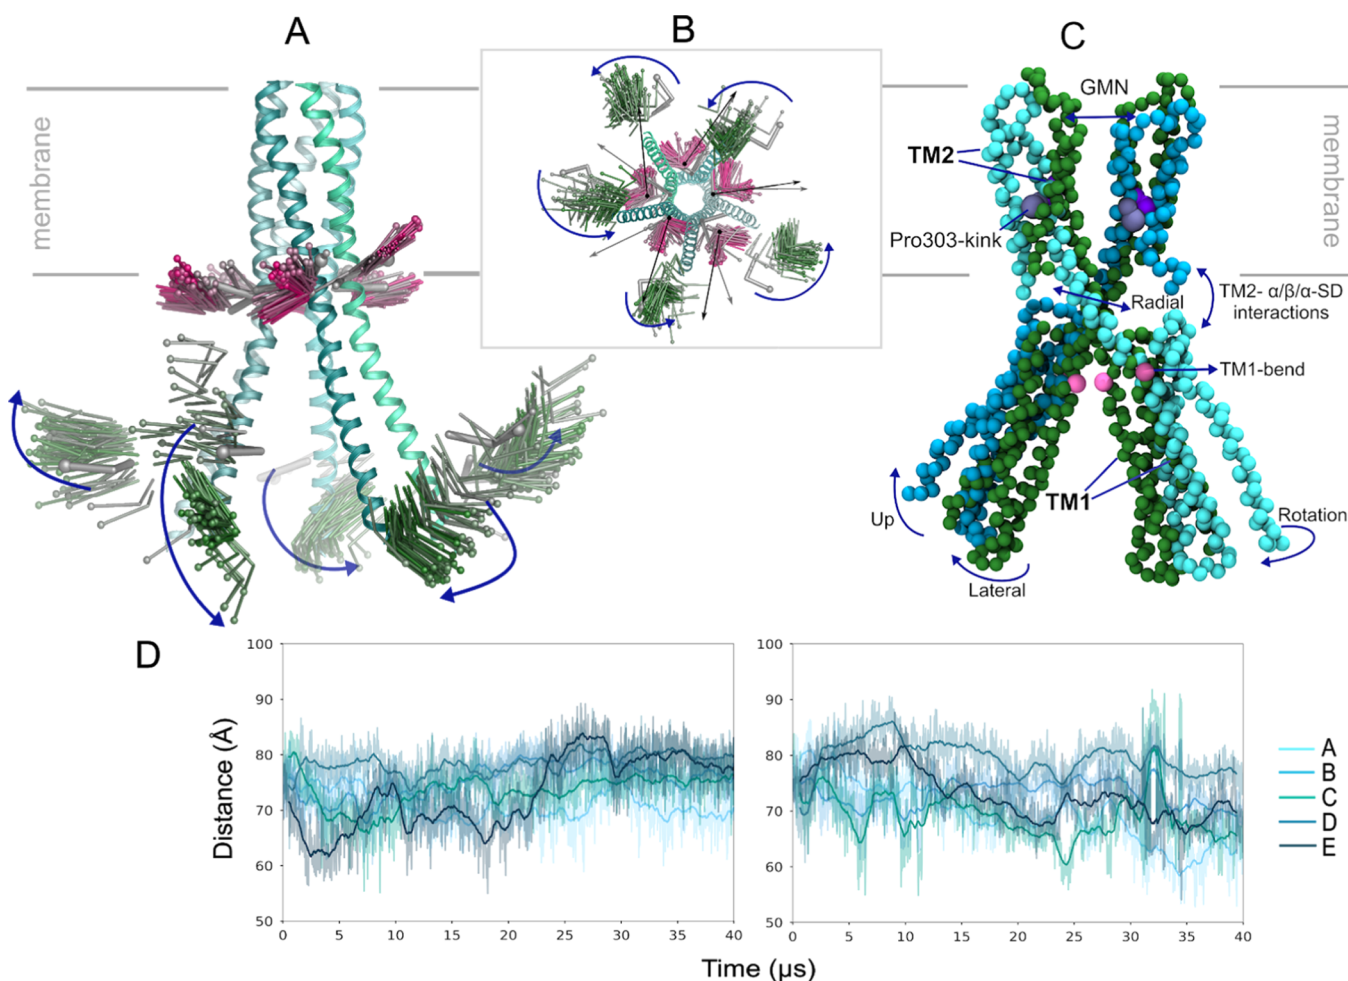 A
B
C
membrane
membrane
GMN
TM2
Pro303-kink
Radial
TM2- α/β/α-SD
interactions
TM1-bend
TM1
Up
Rotation
Lateral
D
Distance (Å)
100
90
80
70
60
50
0 5 10 15 20 25 30 35 40
100
90
80
70
60
50
0 5 10 15 20 25 30 35 40
Time (μs)
A
B
C
D
E